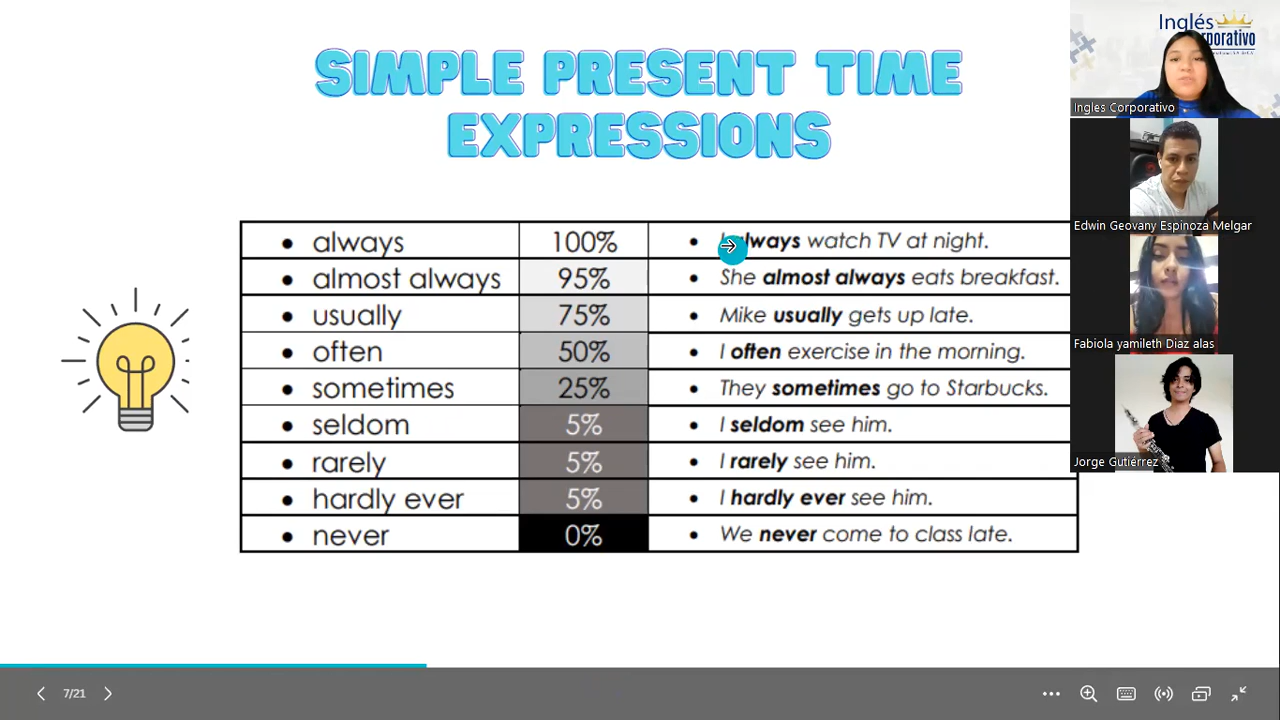 SIMPLE PRESENT TIME
EXPRESSIONS
• always 100% • I always watch TV at night.
• almost always 95% • She almost always eats breakfast.
• usually 75% • Mike usually gets up late.
• often 50% • I often exercise in the morning.
• sometimes 25% • They sometimes go to Starbucks.
• seldom 5% • I seldom see him.
• rarely 5% • I rarely see him.
• hardly ever 5% • I hardly ever see him.
• never 0% • We never come to class late.
Inglés
orporativo
Ingles Corporativo
Edwin Geovany Espinoza Melgar
Fabiola yamileth Diaz alas
Jorge Gutiérrez
7/21